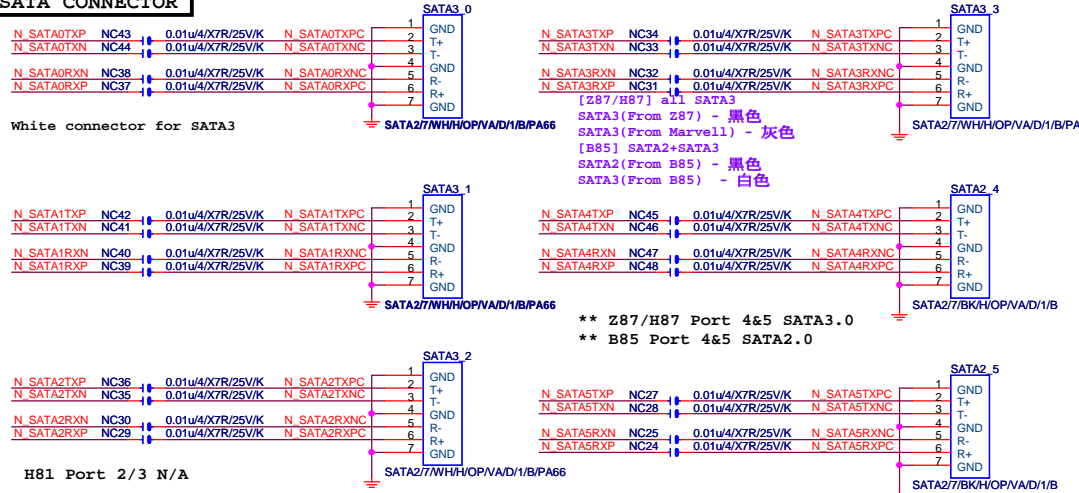 SATA CONNECTOR
SATA3_0
N_SATA0TXP NC43 0.01u/4/X7R/25V/K N_SATA0TXPC 1 GND
N_SATA0TXN NC44 0.01u/4/X7R/25V/K N_SATA0TXNC 2 T+
3 T-
4 GND
N_SATA0RXN NC38 0.01u/4/X7R/25V/K N_SATA0RXNC 5 R-
N_SATA0RXP NC37 0.01u/4/X7R/25V/K N_SATA0RXPC 6 R+
7 GND
White connector for SATA3
SATA2/7/WH/H/OP/VA/D/1/B/PA66
SATA3_3
N_SATA3TXP NC34 0.01u/4/X7R/25V/K N_SATA3TXPC 1 GND
N_SATA3TXN NC33 0.01u/4/X7R/25V/K N_SATA3TXNC 2 T+
3 T-
4 GND
N_SATA3RXN NC32 0.01u/4/X7R/25V/K N_SATA3RXNC 5 R-
N_SATA3RXP NC31 0.01u/4/X7R/25V/K N_SATA3RXPC 6 R+
7 GND
[Z87/H87] all SATA3
SATA3(From Z87) - 黑色
SATA2/7/WH/H/OP/VA/D/1/B/PA
SATA3(From Marvell) - 灰色
[B85] SATA2+SATA3
SATA2(From B85) - 黑色
SATA3(From B85) - 白色
SATA3_1
N_SATA1TXP NC42 0.01u/4/X7R/25V/K N_SATA1TXPC 1 GND
N_SATA1TXN NC41 0.01u/4/X7R/25V/K N_SATA1TXNC 2 T+
3 T-
4 GND
N_SATA1RXN NC40 0.01u/4/X7R/25V/K N_SATA1RXNC 5 R-
N_SATA1RXP NC39 0.01u/4/X7R/25V/K N_SATA1RXPC 6 R+
7 GND
SATA2/7/WH/H/OP/VA/D/1/B/PA66
SATA2_4
N_SATA4TXP NC45 0.01u/4/X7R/25V/K N_SATA4TXPC 1 GND
N_SATA4TXN NC46 0.01u/4/X7R/25V/K N_SATA4TXNC 2 T+
3 T-
4 GND
N_SATA4RXN NC47 0.01u/4/X7R/25V/K N_SATA4RXNC 5 R-
N_SATA4RXP NC48 0.01u/4/X7R/25V/K N_SATA4RXPC 6 R+
7 GND
SATA2/7/BK/H/OP/VA/D/1/B
** Z87/H87 Port 4&5 SATA3.0
** B85 Port 4&5 SATA2.0
SATA3_2
N_SATA2TXP NC36 0.01u/4/X7R/25V/K N_SATA2TXPC 1 GND
N_SATA2TXN NC35 0.01u/4/X7R/25V/K N_SATA2TXNC 2 T+
3 T-
4 GND
N_SATA2RXN NC30 0.01u/4/X7R/25V/K N_SATA2RXNC 5 R-
N_SATA2RXP NC29 0.01u/4/X7R/25V/K N_SATA2RXPC 6 R+
7 GND
SATA2/7/WH/H/OP/VA/D/1/B/PA66
H81 Port 2/3 N/A
SATA2_5
N_SATA5TXP NC27 0.01u/4/X7R/25V/K N_SATA5TXPC 1 GND
N_SATA5TXN NC28 0.01u/4/X7R/25V/K N_SATA5TXNC 2 T+
3 T-
4 GND
N_SATA5RXN NC25 0.01u/4/X7R/25V/K N_SATA5RXNC 5 R-
N_SATA5RXP NC24 0.01u/4/X7R/25V/K N_SATA5RXPC 6 R+
7 GND
SATA2/7/BK/H/OP/VA/D/1/B